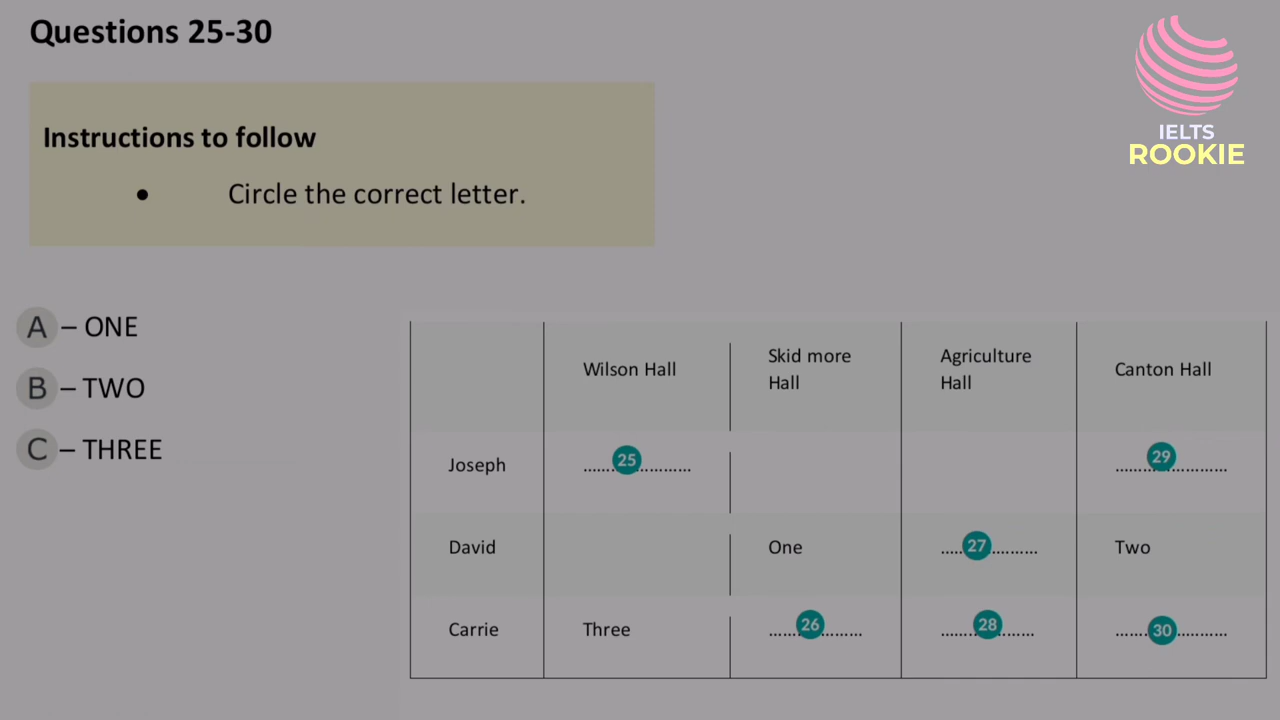 Questions 25-30
IELTS
ROOKIE
Instructions to follow
• Circle the correct letter.
A – ONE
B – TWO
C – THREE
Wilson Hall Skid more Hall Agriculture Hall Canton Hall
Joseph ......25............ ......29............
David One .....27.......... Two
Carrie Three .......26......... .......28......... .......30............